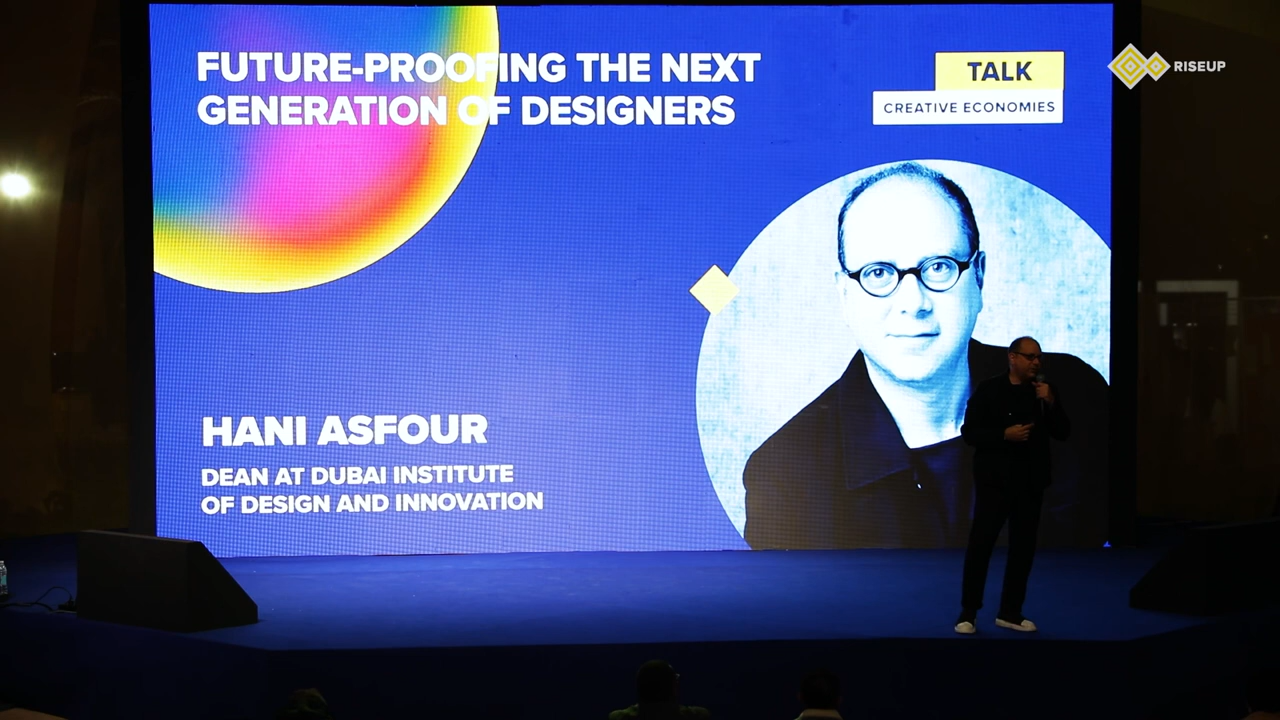 FUTURE-PROOFING THE NEXT
GENERATION OF DESIGNERS
TALK
CREATIVE ECONOMIES
RISEUP
HANI ASFOUR
DEAN AT DUBAI INSTITUTE
OF DESIGN AND INNOVATION